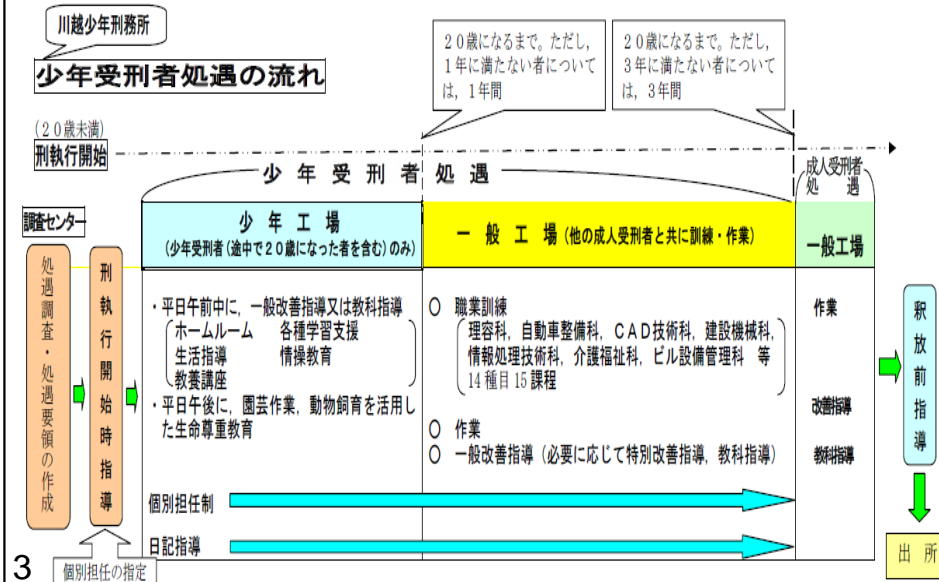 川越少年刑務所
少年受刑者処遇の流れ
20歳になるまで。ただし,
1年に満たない者について
は,1年間
20歳になるまで。ただし,
3年に満たない者について
は,3年間
(20歳未満)
刑執行開始
少年受刑者処遇
成人受刑者
処遇
調査センター
処遇調査・処遇要領の作成
刑執行開始時指導
少年工場
(少年受刑者(途中で20歳になった者を含む)のみ)
一般工場(他の成人受刑者と共に訓練・作業)
一般工場
・平日午前中に,一般改善指導又は教科指導
ホームルーム 各種学習支援
生活指導 情操教育
教養講座
・平日午後に,園芸作業,動物飼育を活用し
た生命尊重教育
○ 職業訓練
理容科,自動車整備科,CAD技術科,建設機械科,
情報処理技術科,介護福祉科,ビル設備管理科 等
14種目15課程
○ 作業
○ 一般改善指導(必要に応じて特別改善指導,教科指導)
作業
改善指導
教科指導
釈放前指導
個別担任制
日記指導
出所
個別担任の指定
3